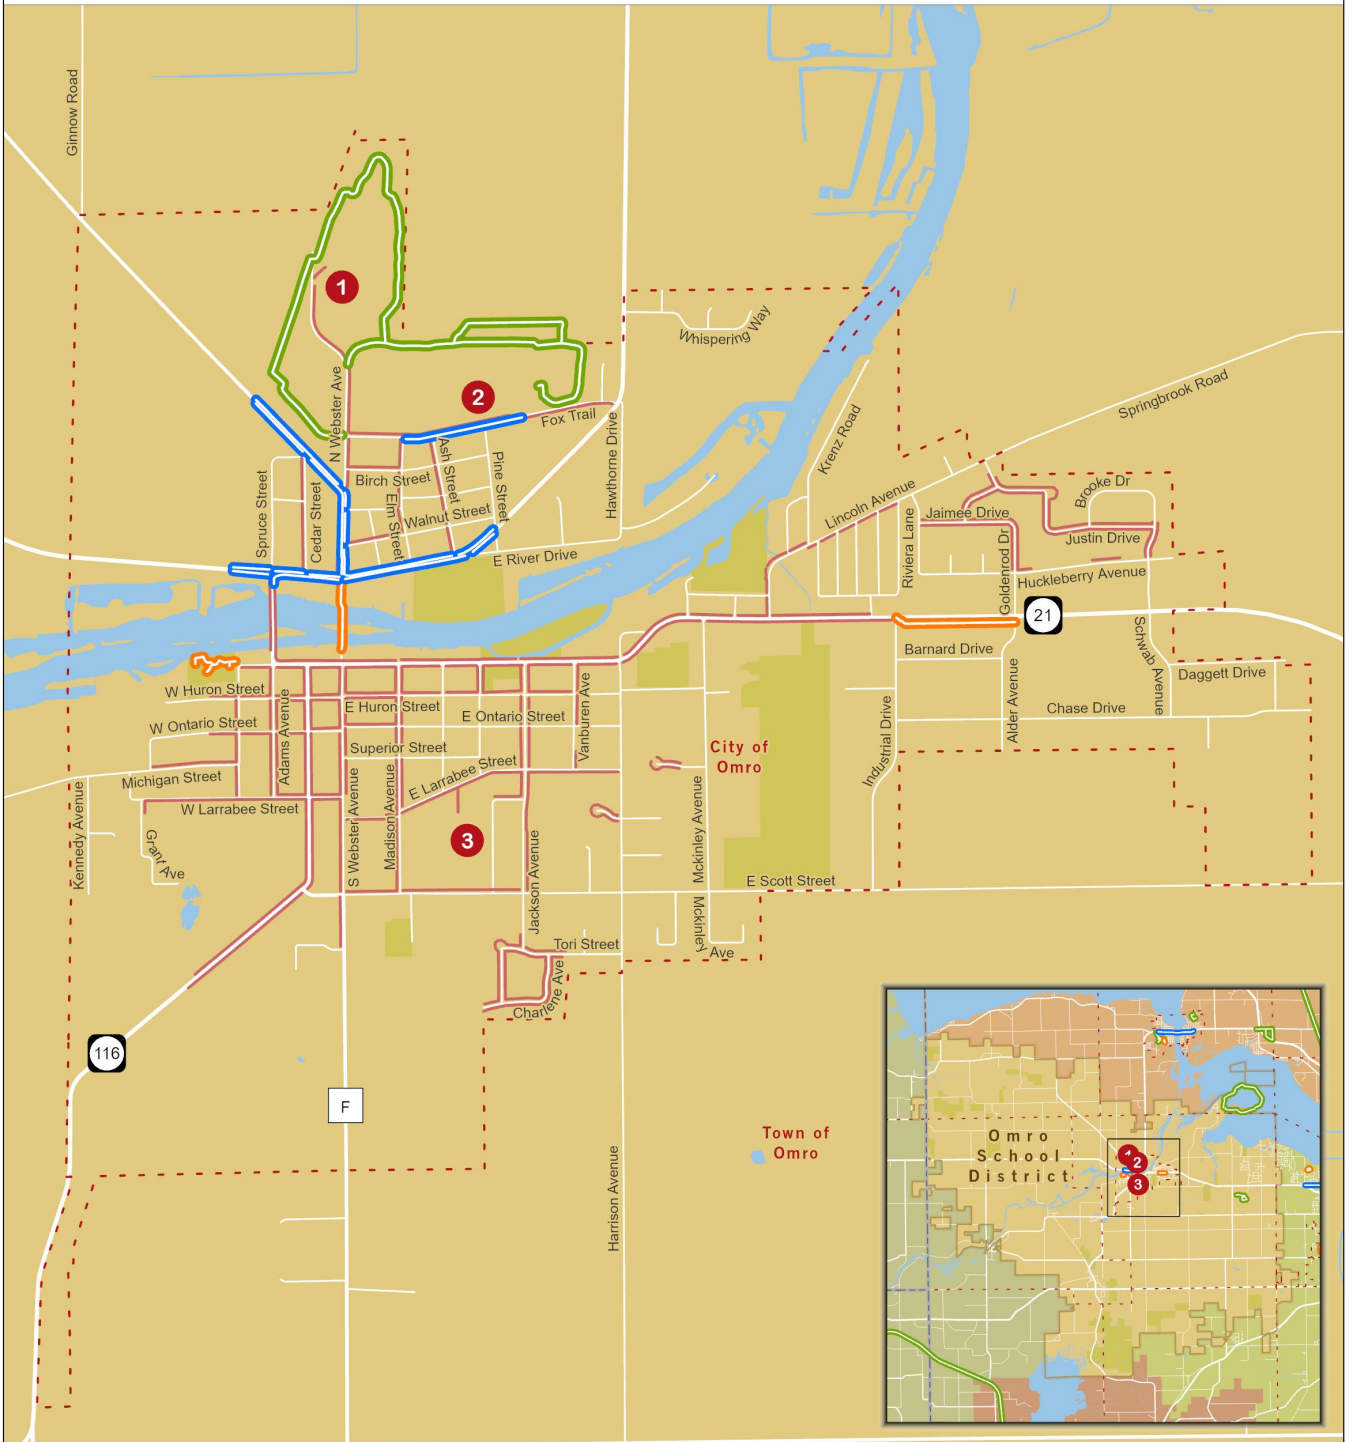 Ginnow Road
1
Whispering Way
N Webster Ave
2
Fox Trail
Springbrook Road
Krenz Road
Hawthorne Drive
Ash Street
Pine Street
Birch Street
Elm Street
Walnut Street
Spruce Street
Cedar Street
E River Drive
Lincoln Avenue
Riviera Lane
Jaimee Drive
Brooke Dr
Justin Drive
Goldenrod Dr
Huckleberry Avenue
21
Barnard Drive
Schwab Avenue
Daggett Drive
Alder Avenue
Chase Drive
Industrial Drive
W Huron Street
E Huron Street
W Ontario Street
E Ontario Street
Adams Avenue
Vanburen Ave
Superior Street
City of
Omro
Michigan Street
E Larrabee Street
W Larrabee Street
Kennedy Avenue
Grant Ave
S Webster Avenue
Madison Avenue
3
Jackson Avenue
Mckinley Avenue
E Scott Street
Mckinley
Ave
Tori Street
Charlene Ave
116
F
Town of
Omro
Harrison Avenue
Omro
School
District
1
2
3